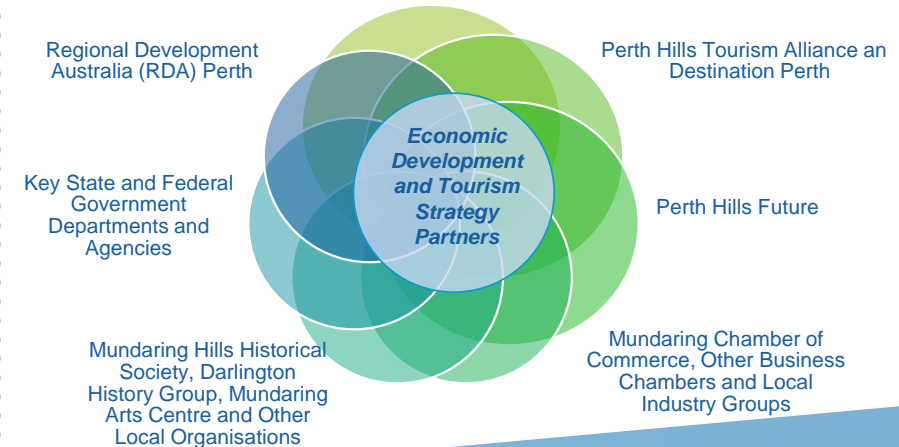 Regional Development
Australia (RDA) Perth
Perth Hills Tourism Alliance an
Destination Perth
Economic
Development
and Tourism
Strategy
Partners
Key State and Federal
Government
Departments and
Agencies
Perth Hills Future
Mundaring Hills Historical
Society, Darlington
History Group, Mundaring
Arts Centre and Other
Local Organisations
Mundaring Chamber of
Commerce, Other Business
Chambers and Local
Industry Groups